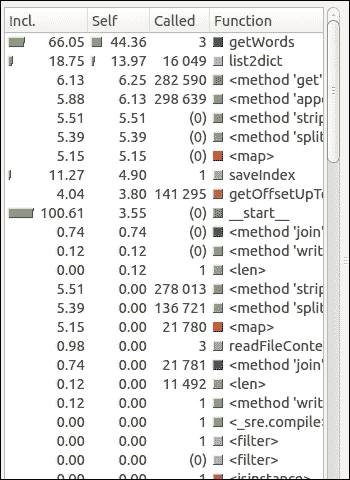 Incl. Self Called Function
66.05 44.36 3 getWords
18.75 13.97 16 049 list2dict
6.13 6.25 282 590 <method 'get'
5.88 6.13 298 639 <method 'appe
5.51 5.51 (0) <method 'strip
5.39 5.39 (0) <method 'split
5.15 5.15 (0) <map>
11.27 4.90 1 saveIndex
4.04 3.80 141 295 getOffsetUpTo
100.61 3.55 (0) __start__
0.74 0.74 (0) <method 'join'
0.12 0.12 (0) <method 'writ
0.00 0.12 1 <len>
5.51 0.00 278 013 <method 'strip
5.39 0.00 136 721 <method 'split
5.15 0.00 21 780 <map>
0.98 0.00 3 readFileConte
0.74 0.00 21 781 <method 'join'
0.12 0.00 11 492 <len>
0.12 0.00 1 <method 'writ
0.00 0.00 1 <_sre.compile>
0.00 0.00 1 <filter>
0.00 0.00 (0) <filter>
0.00 0.00 1 <isinstance>